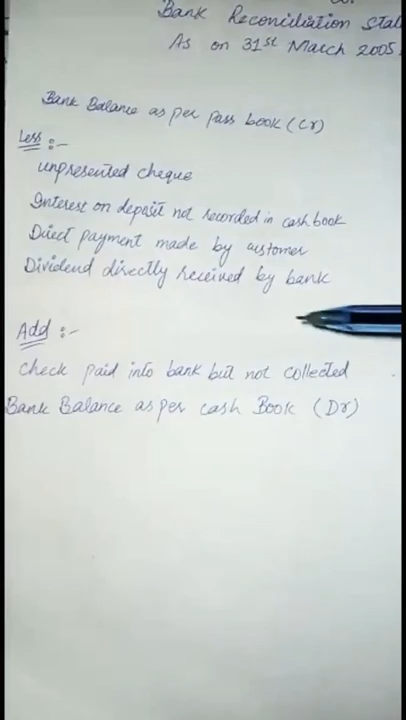 Bank Reconciliation
As on 31st March 2005
Bank Balance as per pass book (Cr)
Less :-
unpresented cheque
Interest on deposit not recorded in cash book
Direct payment made by customer
Dividend directly received by bank
Add :-
check paid into bank but not collected
Bank Balance as per cash Book (Dr)